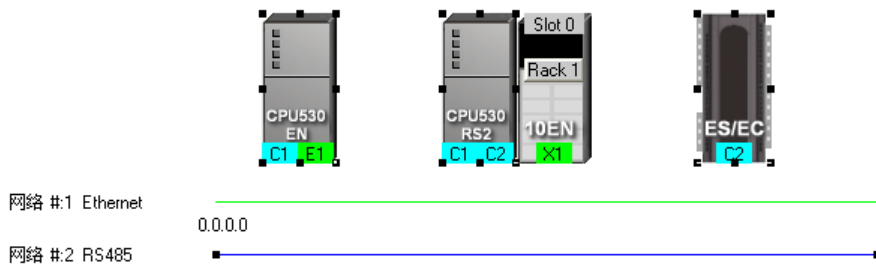 Slot 0
Rack 1
CPU530
EN
C1 E1
CPU530
RS2
C1 C2
10EN
X1
ES/EC
C2
网络 #:1 Ethernet
0.0.0.0
网络 #:2 RS485